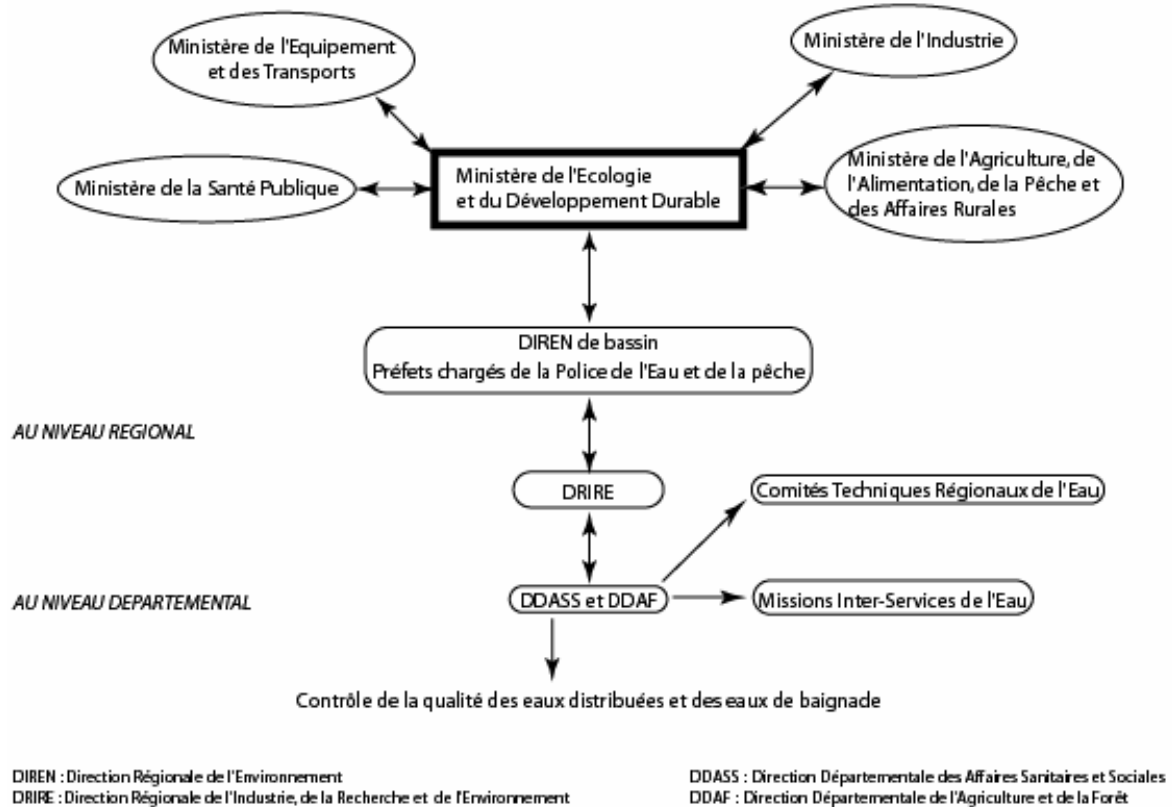 Ministère de l'Equipement
et des Transports
Ministère de l'Industrie
Ministère de la Santé Publique
Ministère de l'Ecologie
et du Développement Durable
Ministère de l'Agriculture, de
l'Alimentation, de la Pêche et
des Affaires Rurales
DIREN de bassin
Préfets chargés de la Police de l'Eau et de la pêche
AU NIVEAU REGIONAL
DRIRE
Comités Techniques Régionaux de l'Eau
AU NIVEAU DEPARTEMENTAL
DDASS et DDAF
Missions Inter-Services de l'Eau
Contrôle de la qualité des eaux distribuées et des eaux de baignade
DIREN : Direction Régionale de l'Environnement
DRIRE : Direction Régionale de l'Industrie, de la Recherche et de l'Environnement
DDASS : Direction Départementale des Affaires Sanitaires et Sociales
DDAF : Direction Départementale de l'Agriculture et de la Forêt